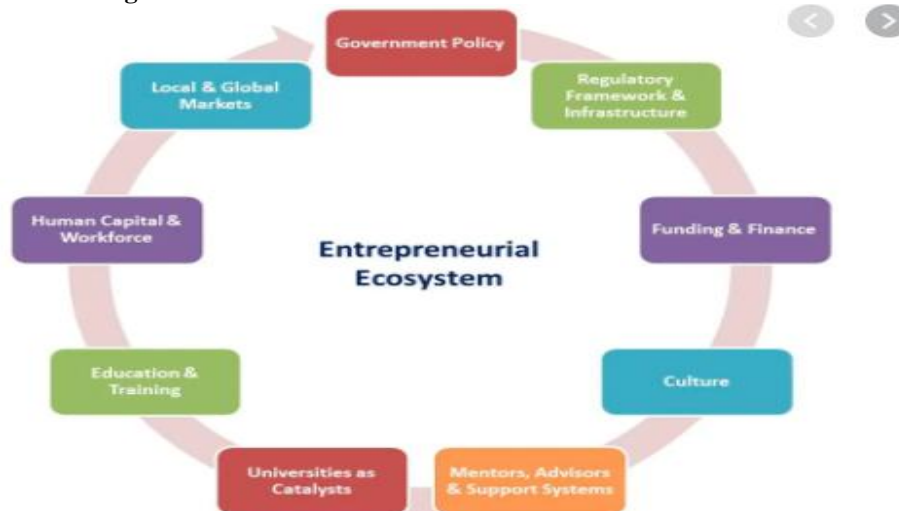 Government Policy
Regulatory
Framework &
Infrastructure
Funding & Finance
Culture
Mentors, Advisors
& Support Systems
Universities as
Catalysts
Education &
Training
Human Capital &
Workforce
Local & Global
Markets
Entrepreneurial
Ecosystem